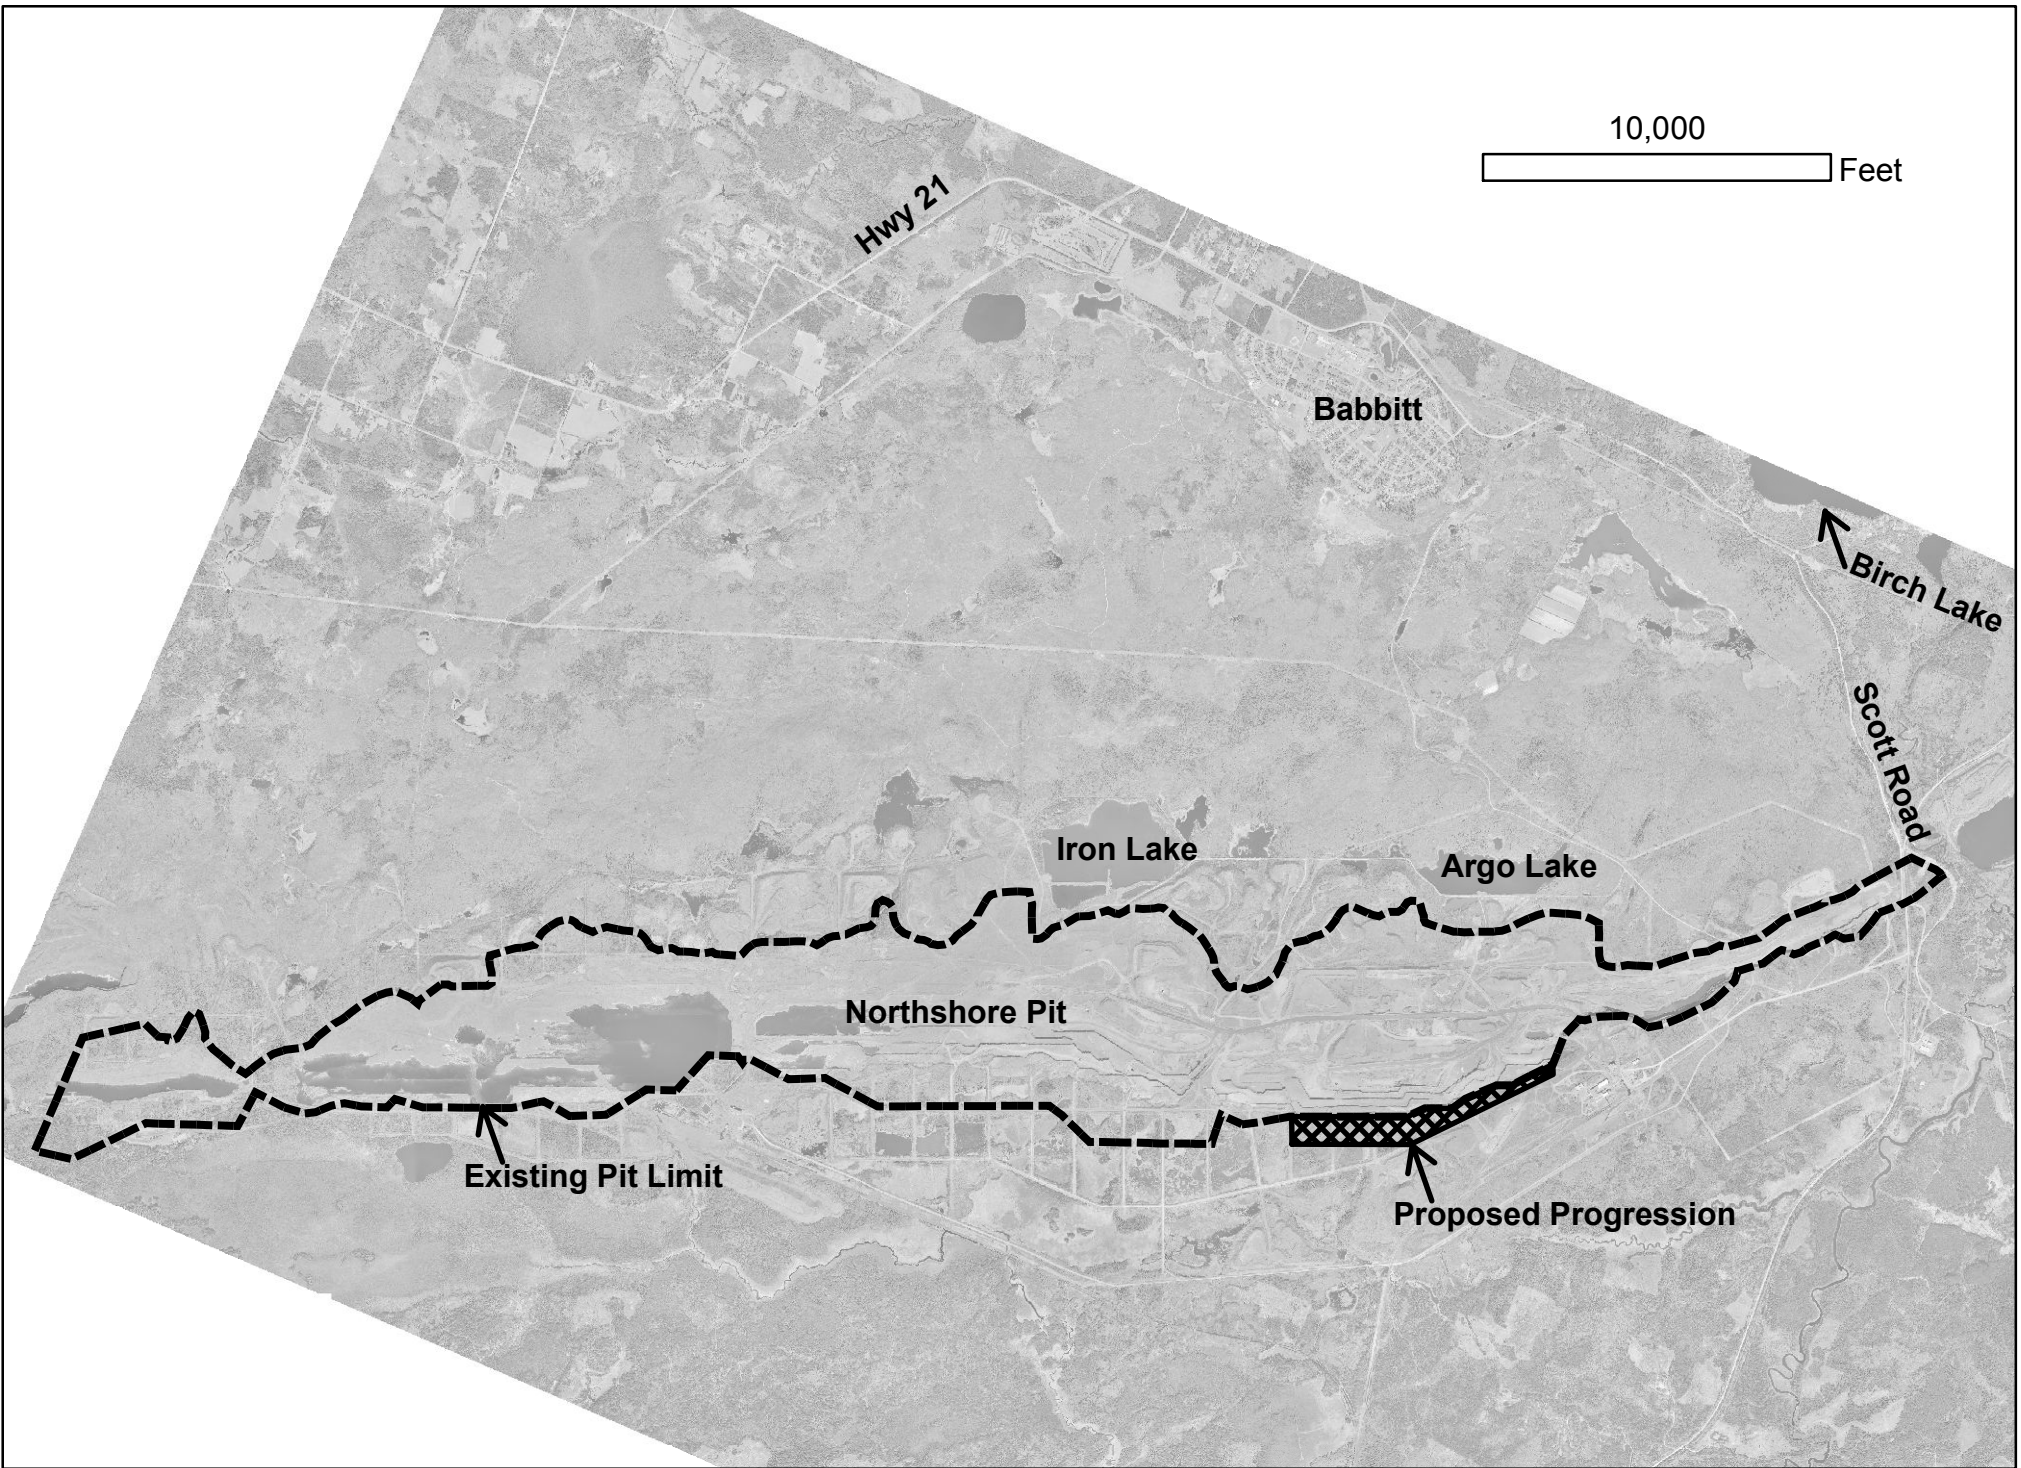 10,000
Feet
Hwy 21
Babbitt
Birch Lake
Scott Road
Iron Lake
Argo Lake
Northshore Pit
Existing Pit Limit
Proposed Progression